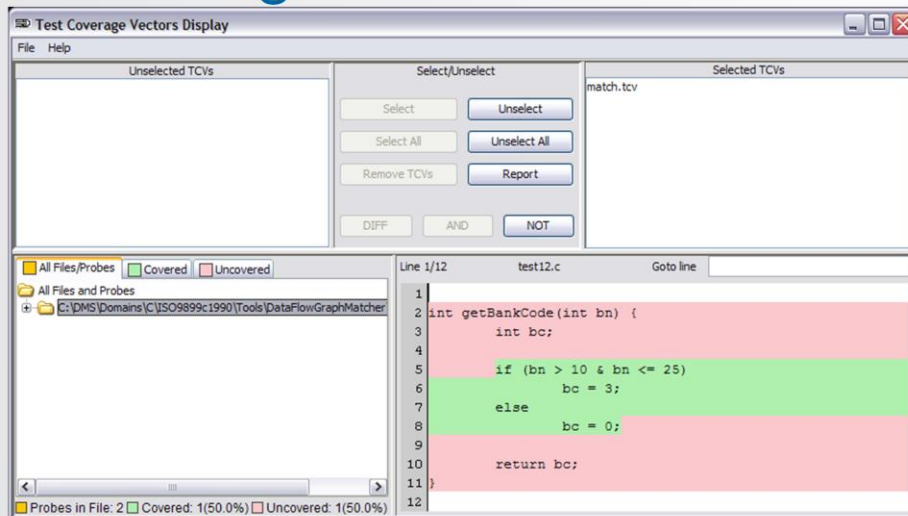 Test Coverage Vectors Display
File Help
Unselected TCVs
Select/Unselect
Selected TCVs
match.tcv
Select
Unselect
Select All
Unselect All
Remove TCVs
Report
DIFF
AND
NOT
All Files/Probes
Covered
Uncovered
All Files and Probes
C:\DMS\Domains\C\ISO9899c1990\Tools\DataFlowGraphMatcher
Probes in File: 2 Covered: 1(50.0%) Uncovered: 1(50.0%)
Line 1/12 test12.c Goto line
1
2 int getBankCode(int bn) {
3 int bc;
4
5 if (bn > 10 & bn <= 25)
6 bc = 3;
7 else
8 bc = 0;
9
10 return bc;
11 }
12